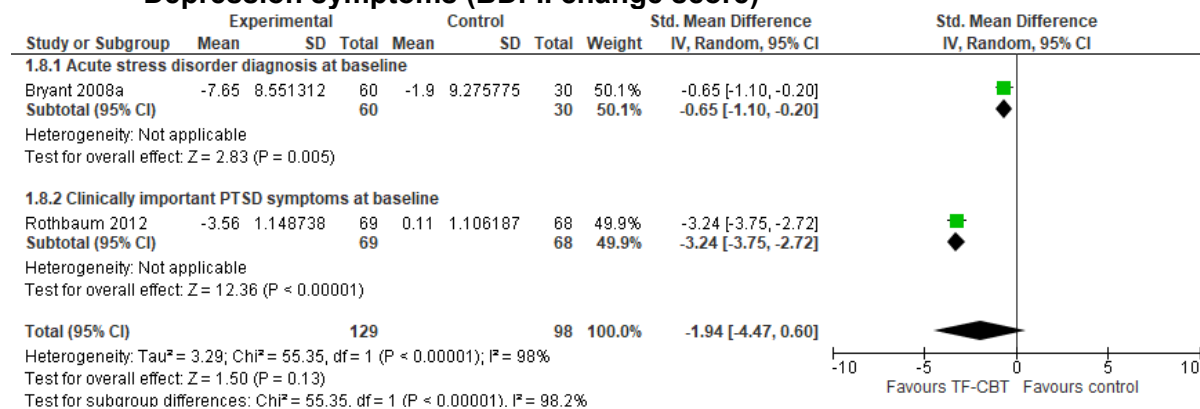 Depression symptoms (BDI-II change score)
Experimental Control Std. Mean Difference Std. Mean Difference
Study or Subgroup Mean SD Total Mean SD Total Weight IV, Random, 95% CI IV, Random, 95% CI
1.8.1 Acute stress disorder diagnosis at baseline
Bryant 2008a -7.65 8.551312 60 -1.9 9.275775 30 50.1% -0.65 [-1.10, -0.20]
Subtotal (95% CI) 60 30 50.1% -0.65 [-1.10, -0.20]
Heterogeneity: Not applicable
Test for overall effect: Z = 2.83 (P = 0.005)
1.8.2 Clinically important PTSD symptoms at baseline
Rothbaum 2012 -3.56 1.148738 69 0.11 1.106187 68 49.9% -3.24 [-3.75, -2.72]
Subtotal (95% CI) 69 68 49.9% -3.24 [-3.75, -2.72]
Heterogeneity: Not applicable
Test for overall effect: Z = 12.36 (P < 0.00001)
Total (95% CI) 129 98 100.0% -1.94 [-4.47, 0.60]
Heterogeneity: Tau² = 3.29; Chi² = 55.35, df = 1 (P < 0.00001); I² = 98%
Test for overall effect: Z = 1.50 (P = 0.13)
Test for subgroup differences: Chi² = 55.35, df = 1 (P < 0.00001), I² = 98.2%
-10 -5 0 5 10
Favours TF-CBT Favours control